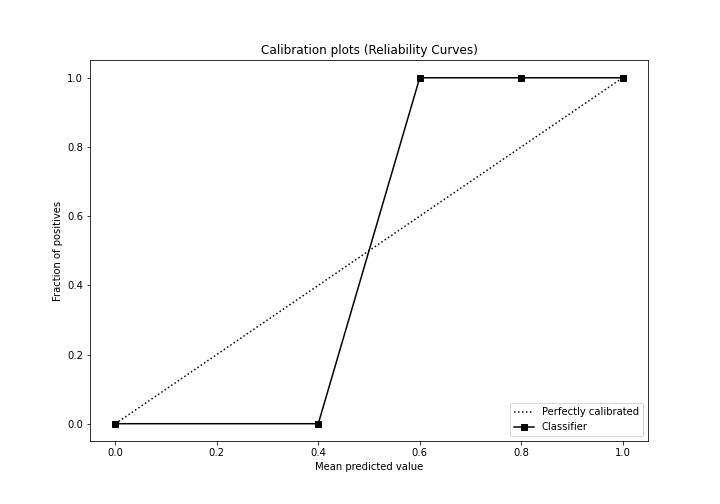 Calibration plots (Reliability Curves)
1.0
0.8
0.6
0.4
0.2
0.0
Fraction of positives
0.0 0.2 0.4 0.6 0.8 1.0
Mean predicted value
Perfectly calibrated
Classifier